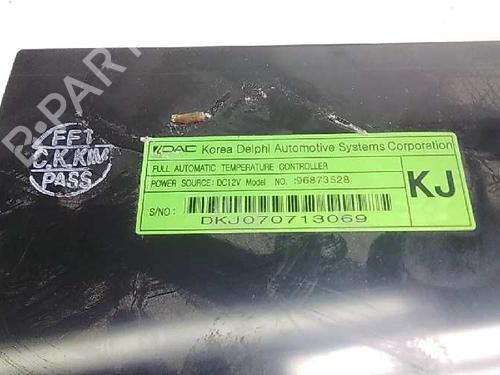 B-PARTS
FFT
C.K.KIM
PASS
KDAC Korea Delphi Automotive Systems Corporation
FULL AUTOMATIC TEMPERATURE CONTROLLER
POWER SOURCE: DC12V Model NO. :96873528
KJ
S/NO :
DKJ070713069